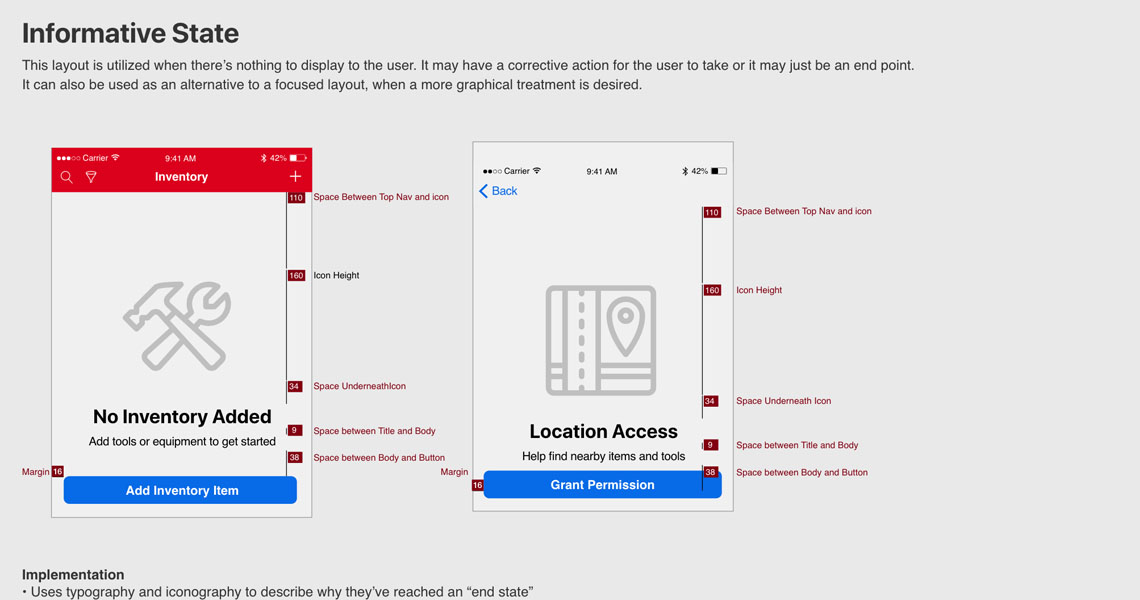 Informative State
This layout is utilized when there’s nothing to display to the user. It may have a corrective action for the user to take or it may just be an end point.
It can also be used as an alternative to a focused layout, when a more graphical treatment is desired.
Carrier 9:41 AM 42%
Inventory
110 Space Between Top Nav and icon
160 Icon Height
34 Space UnderneathIcon
No Inventory Added
9 Space between Title and Body
Add tools or equipment to get started
38 Space between Body and Button
Margin 16
Add Inventory Item
Carrier 9:41 AM 42%
Back
110 Space Between Top Nav and icon
160 Icon Height
34 Space Underneath Icon
Location Access
9 Space between Title and Body
Help find nearby items and tools
38 Space between Body and Button
Margin
16
Grant Permission
Implementation
• Uses typography and iconography to describe why they’ve reached an “end state”